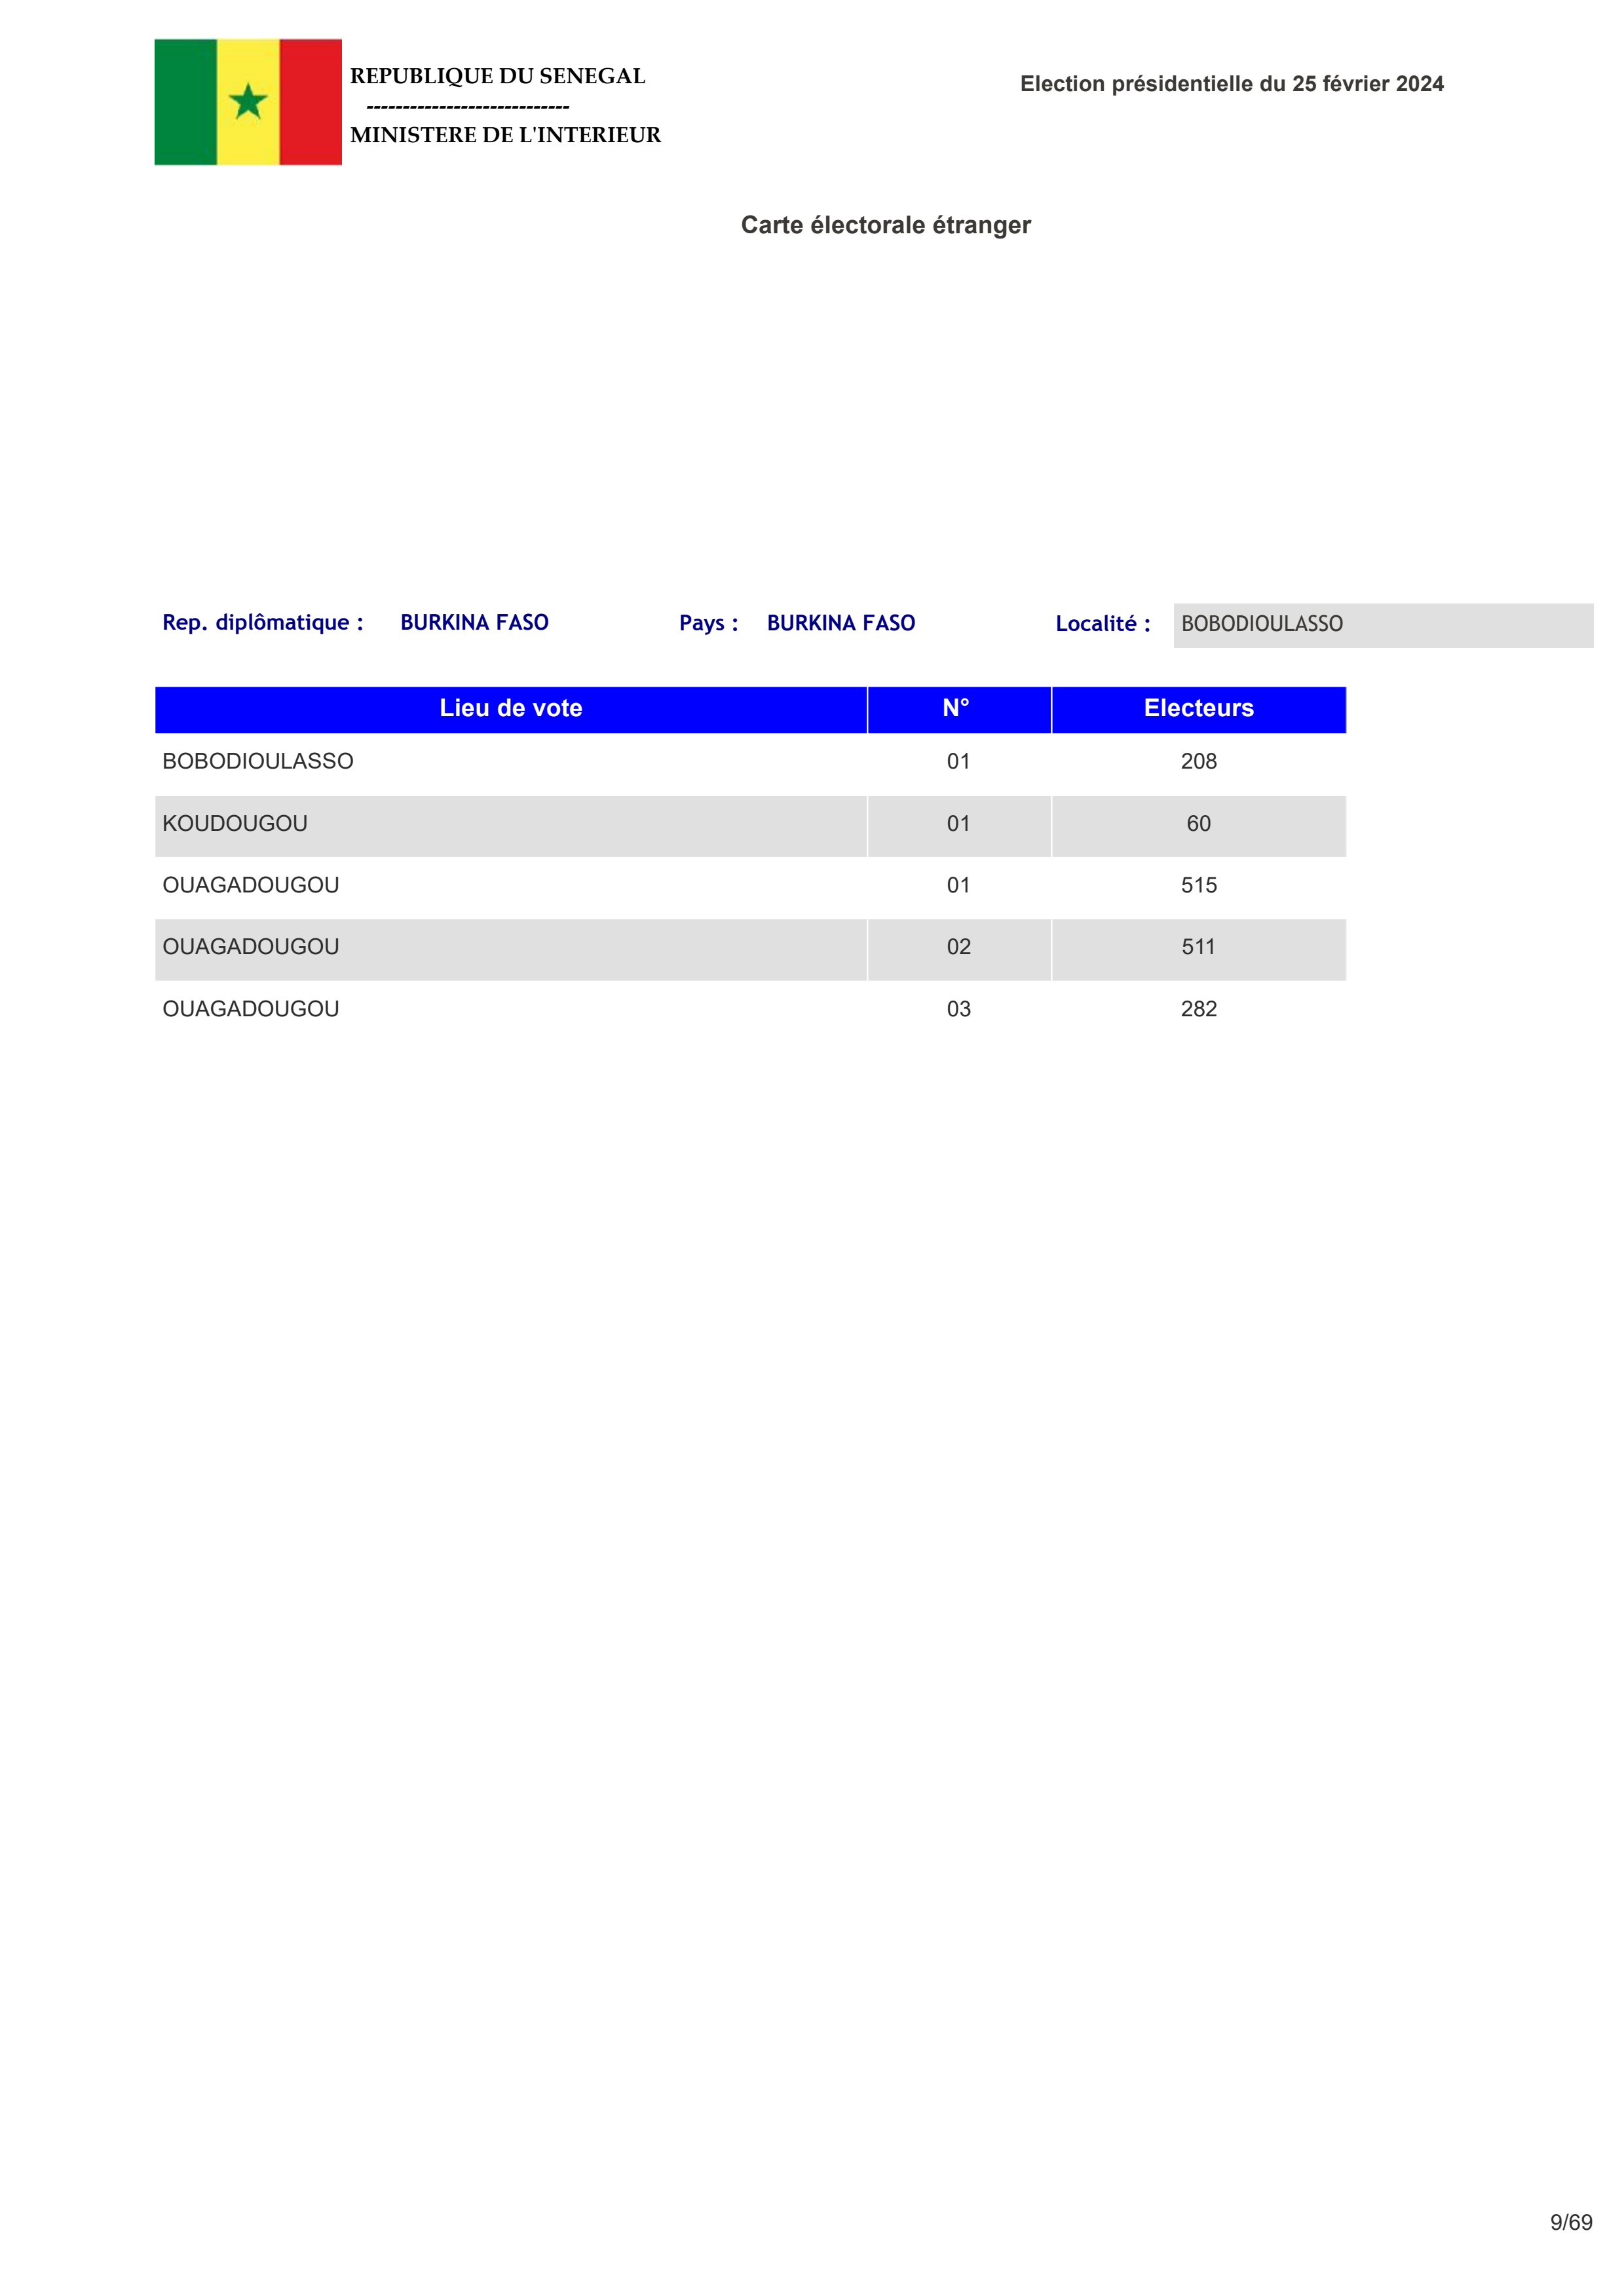 REPUBLIQUE DU SENEGAL
----------------------------
MINISTERE DE L'INTERIEUR
Election présidentielle du 25 février 2024
Carte électorale étranger
Rep. diplômatique : BURKINA FASO Pays : BURKINA FASO Localité : BOBODIOULASSO
Lieu de vote N° Electeurs
BOBODIOULASSO 01 208
KOUDOUGOU 01 60
OUAGADOUGOU 01 515
OUAGADOUGOU 02 511
OUAGADOUGOU 03 282
9/69